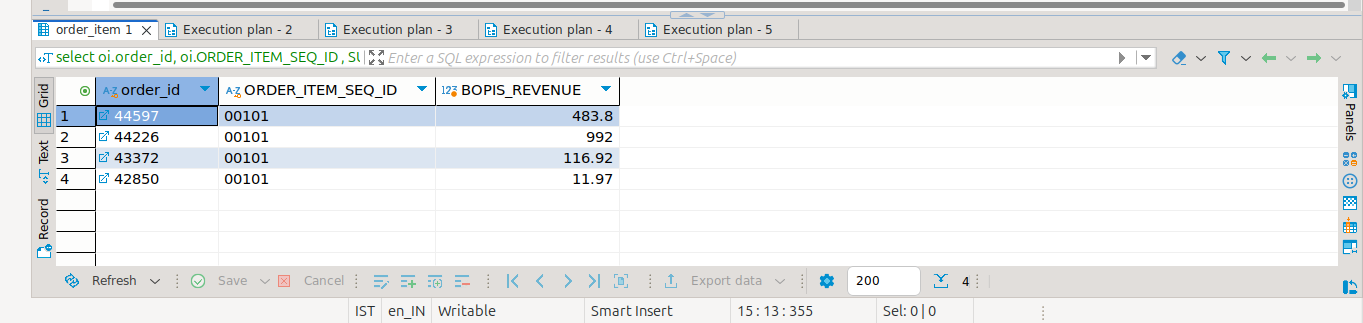 order_item 1 Execution plan - 2 Execution plan - 3 Execution plan - 4 Execution plan - 5
select oi.order_id, oi.ORDER_ITEM_SEQ_ID , SU Enter a SQL expression to filter results (use Ctrl+Space)
Grid
Text
Record
order_id ORDER_ITEM_SEQ_ID 123 BOPIS_REVENUE
1 44597 00101 483.8
2 44226 00101 992
3 43372 00101 116.92
4 42850 00101 11.97
Panels
Refresh Save Cancel Export data 200 4
IST en_IN Writable Smart Insert 15 : 13 : 355 Sel: 0 | 0